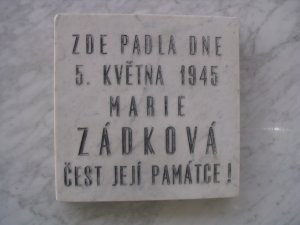 ZDE PADLA DNE
5. KVĚTNA 1945
MARIE
ZÁDKOVÁ
ČEST JEJÍ PAMÁTCE!